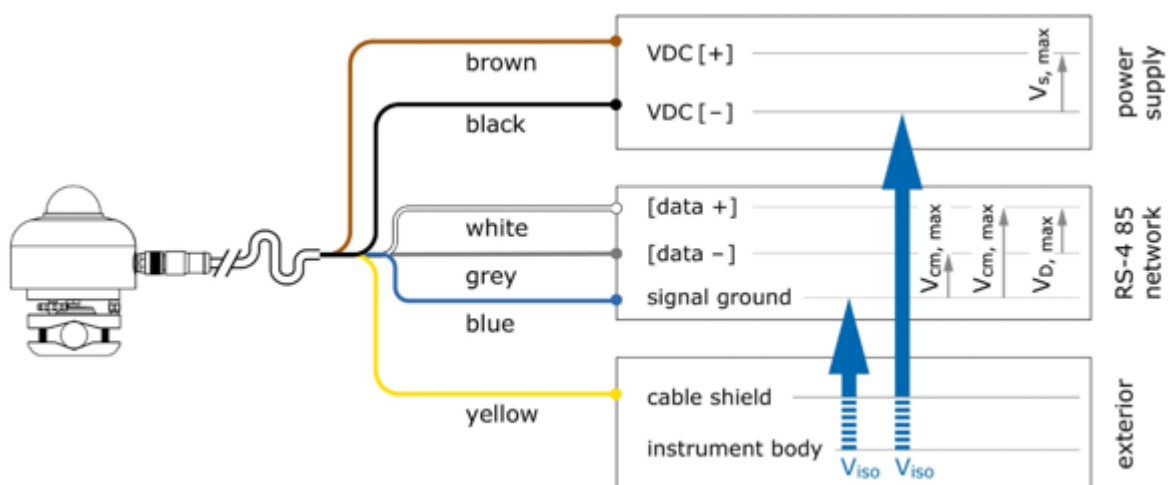 brown
black
white
grey
blue
yellow
VDC [+]
VDC [–]
Vs, max
power
supply
[data +]
[data –]
signal ground
Vcm, max
Vcm, max
VD, max
RS-4 85
network
cable shield
instrument body
Viso
Viso
exterior